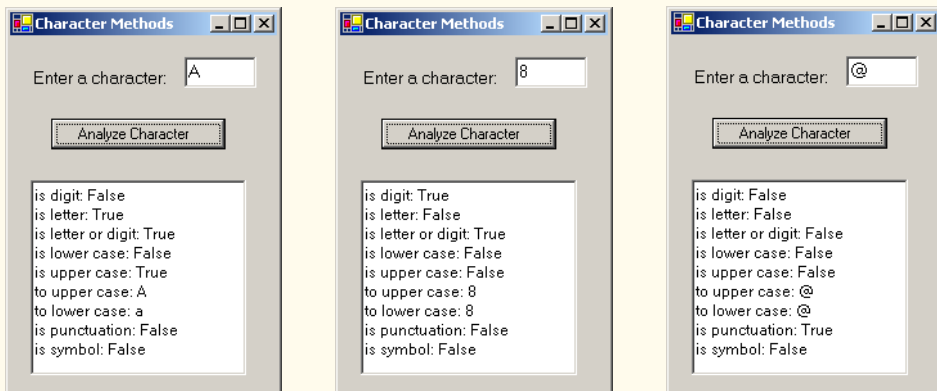 Character Methods
Enter a character: A
Analyze Character
is digit: False
is letter: True
is letter or digit: True
is lower case: False
is upper case: True
to upper case: A
to lower case: a
is punctuation: False
is symbol: False
Character Methods
Enter a character: 8
Analyze Character
is digit: True
is letter: False
is letter or digit: True
is lower case: False
is upper case: False
to upper case: 8
to lower case: 8
is punctuation: False
is symbol: False
Character Methods
Enter a character: @
Analyze Character
is digit: False
is letter: False
is letter or digit: False
is lower case: False
is upper case: False
to upper case: @
to lower case: @
is punctuation: True
is symbol: False